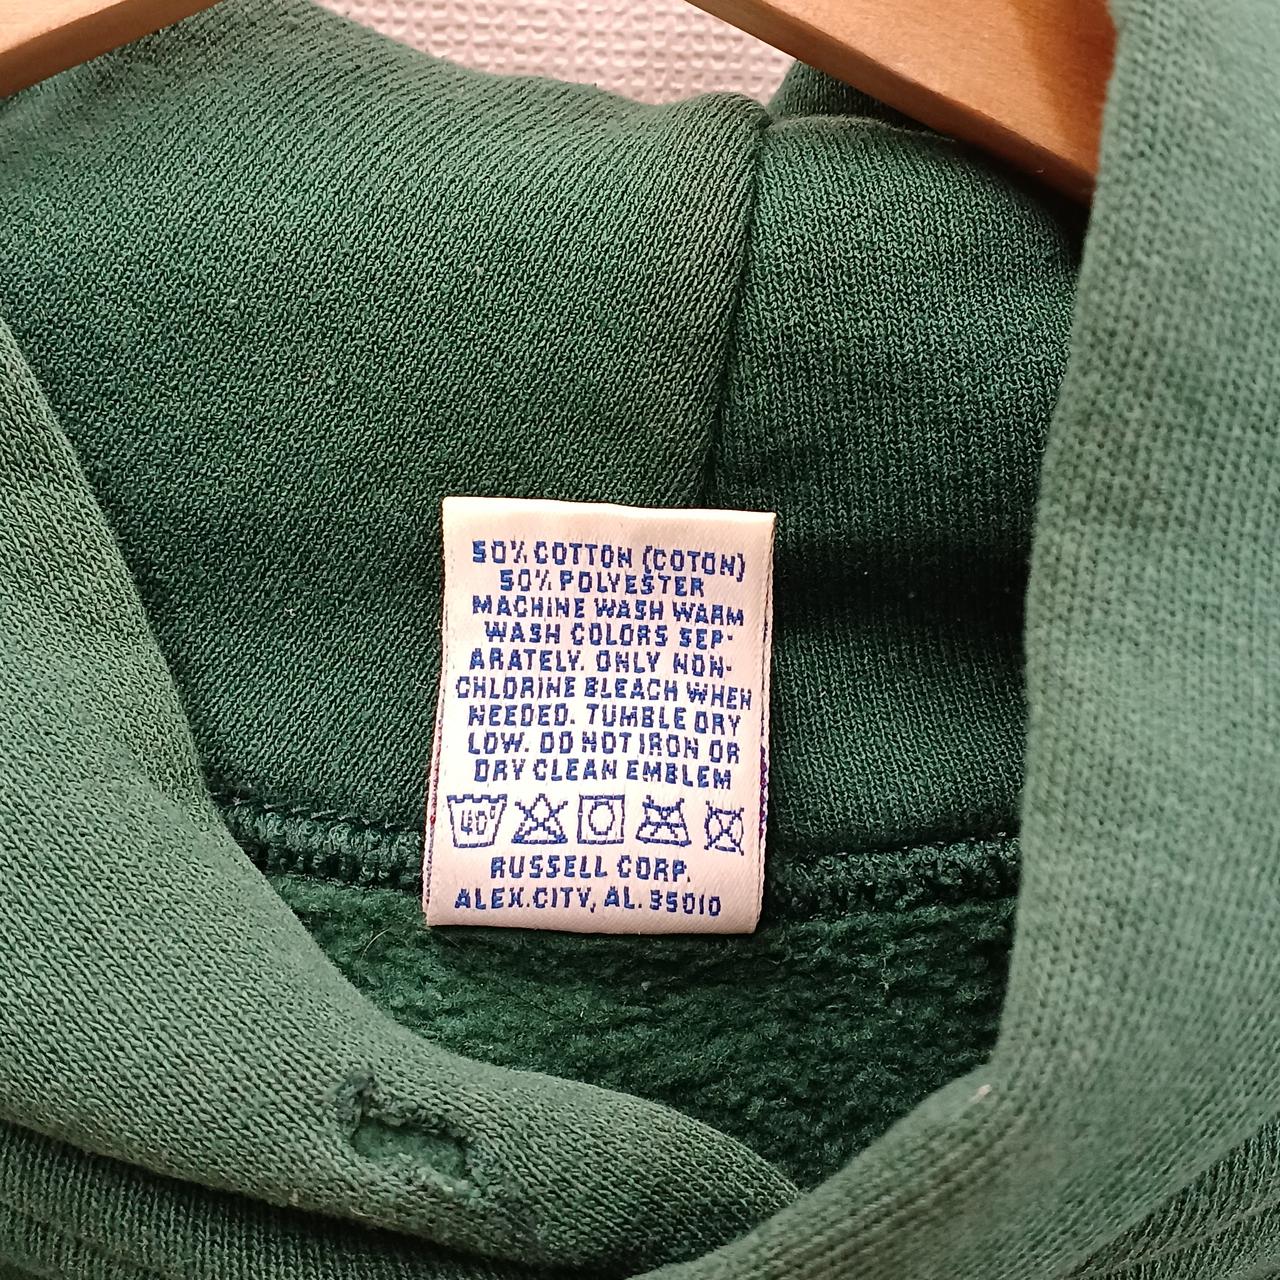 50% COTTON (COTON)
50% POLYESTER
MACHINE WASH WARM
WASH COLORS SEP-
ARATELY. ONLY NON-
CHLORINE BLEACH WHEN
NEEDED. TUMBLE DRY
LOW. DO NOT IRON OR
DRY CLEAN EMBLEM
40°
RUSSELL CORP.
ALEX.CITY, AL. 35010